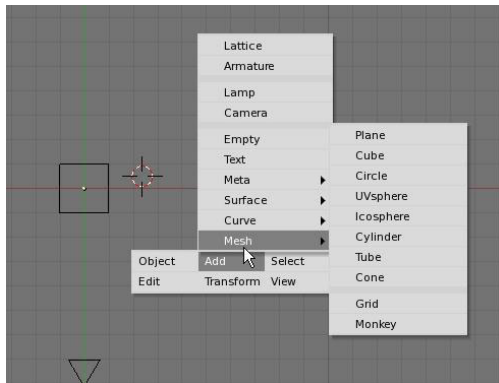 Lattice
Armature
Lamp
Camera
Empty
Text
Meta
Surface
Curve
Mesh
Object Add Select
Edit Transform View
Plane
Cube
Circle
UVsphere
Icosphere
Cylinder
Tube
Cone
Grid
Monkey